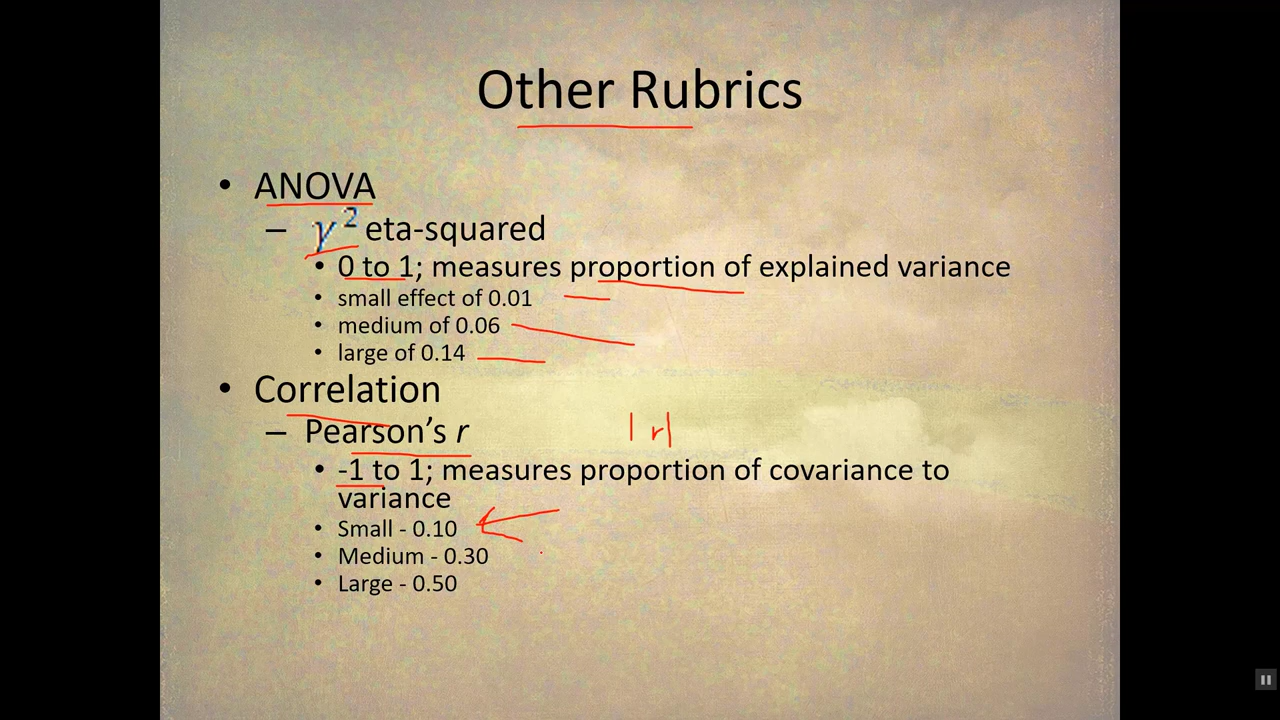 Other Rubrics
• ANOVA
– γ² eta-squared
• 0 to 1; measures proportion of explained variance
• small effect of 0.01
• medium of 0.06
• large of 0.14
• Correlation
– Pearson’s r
|r|
• -1 to 1; measures proportion of covariance to
variance
• Small - 0.10
• Medium - 0.30
• Large - 0.50